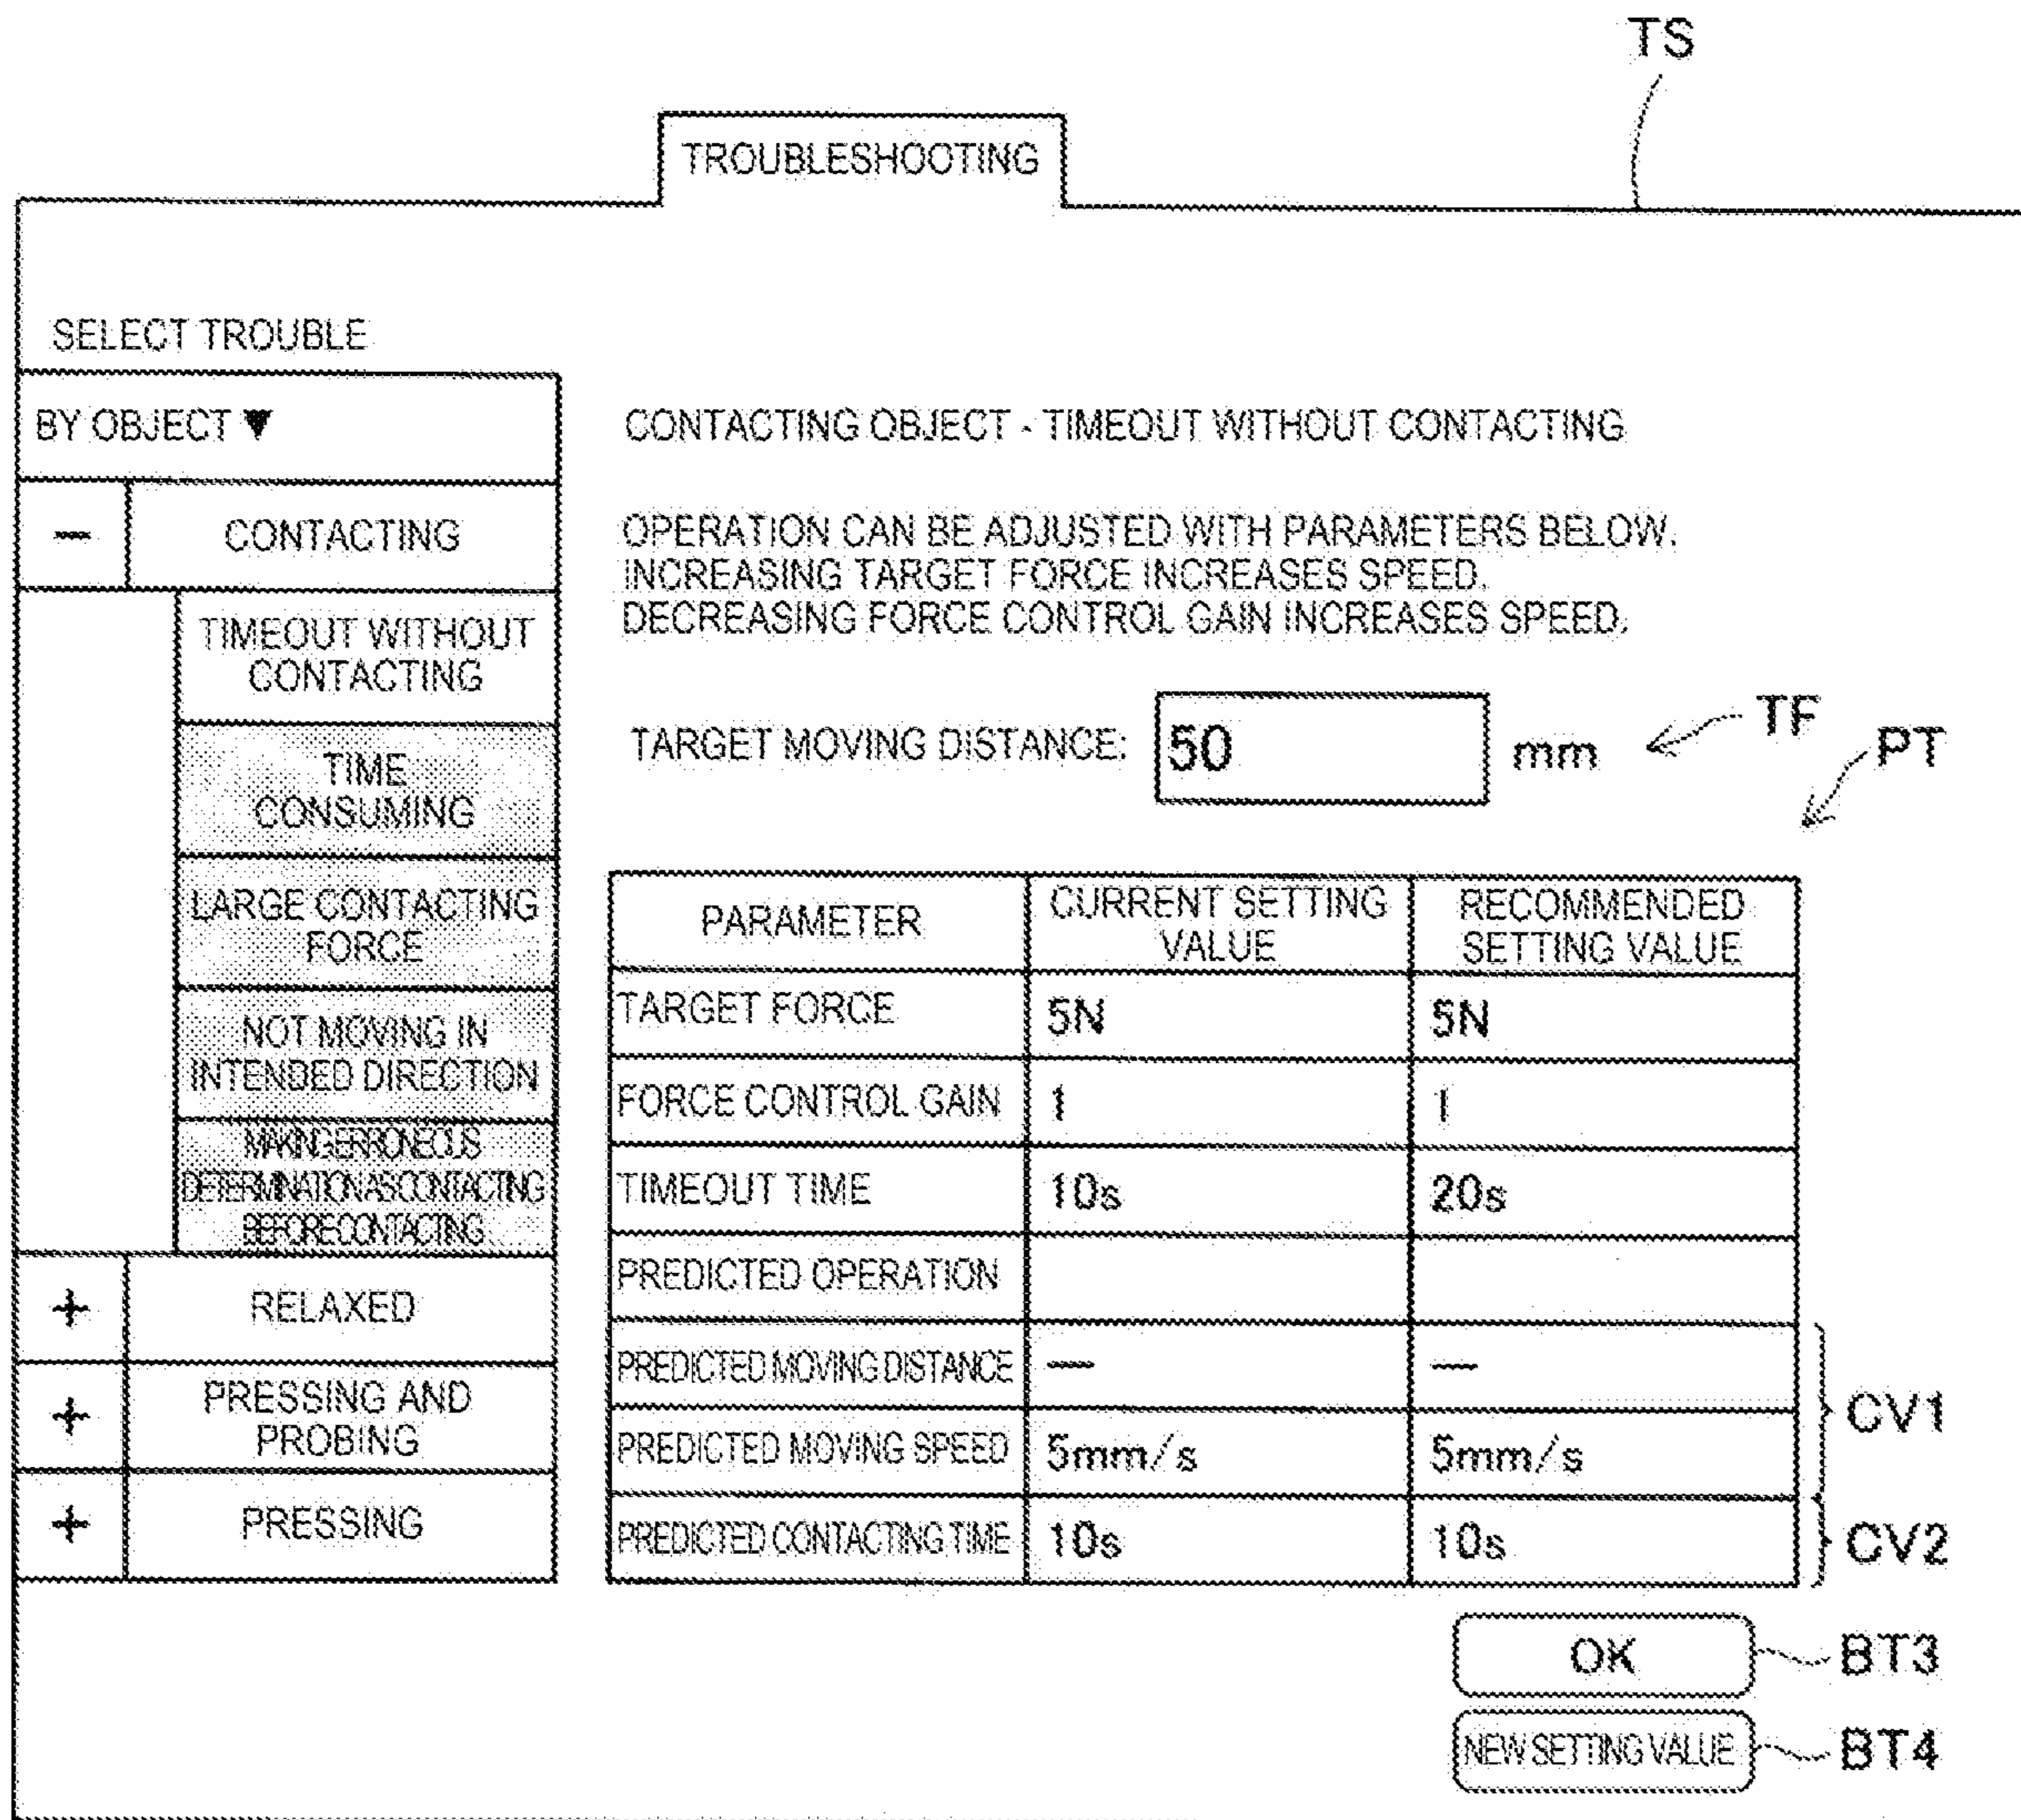 TS
TROUBLESHOOTING
SELECT TROUBLE
BY OBJECT ▼
− CONTACTING
TIMEOUT WITHOUT
CONTACTING
TIME
CONSUMING
LARGE CONTACTING
FORCE
NOT MOVING IN
INTENDED DIRECTION
MAKING ERRONEOUS
DETERMINATION AS CONTACTING
BEFORE CONTACTING
+ RELAXED
+ PRESSING AND
PROBING
+ PRESSING
CONTACTING OBJECT - TIMEOUT WITHOUT CONTACTING
OPERATION CAN BE ADJUSTED WITH PARAMETERS BELOW.
INCREASING TARGET FORCE INCREASES SPEED.
DECREASING FORCE CONTROL GAIN INCREASES SPEED.
TARGET MOVING DISTANCE: 50 mm
TF
PT
PARAMETER
CURRENT SETTING
VALUE
RECOMMENDED
SETTING VALUE
TARGET FORCE 5N 5N
FORCE CONTROL GAIN 1 1
TIMEOUT TIME 10s 20s
PREDICTED OPERATION
PREDICTED MOVING DISTANCE — —
PREDICTED MOVING SPEED 5mm/s 5mm/s
CV1
PREDICTED CONTACTING TIME 10s 10s
CV2
OK
BT3
NEW SETTING VALUE
BT4